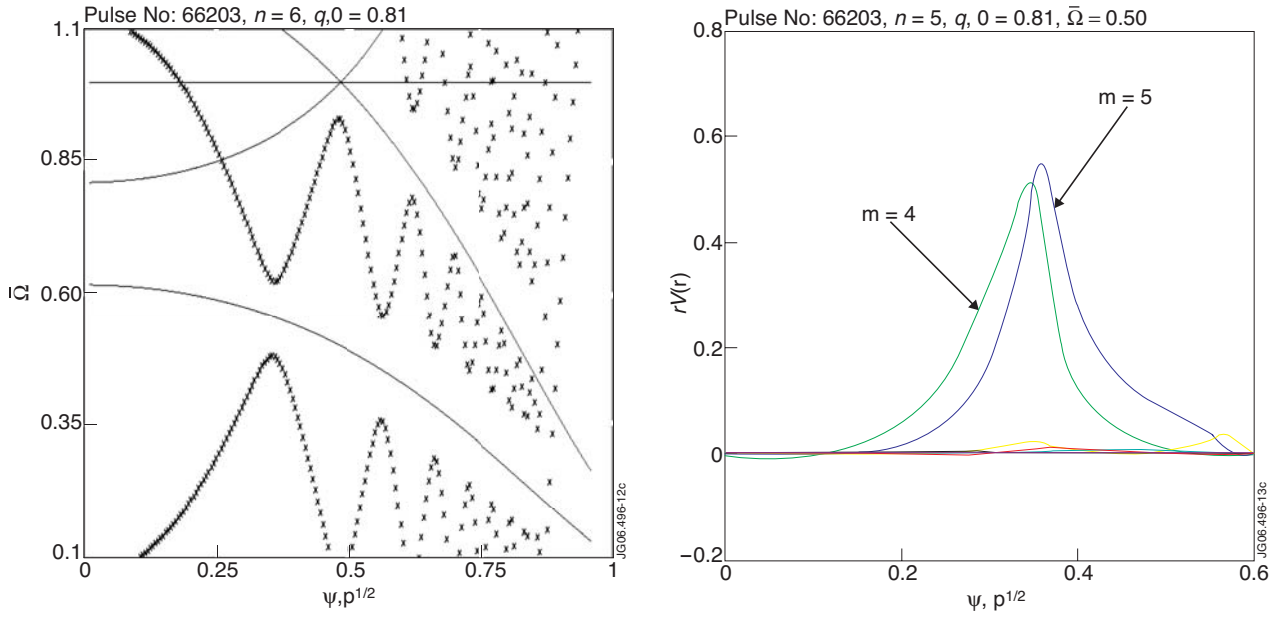 Pulse No: 66203, n = 6, q,0 = 0.81
1.1
0.85
0.60
0.35
0.1
Ω̅
0
0.25
0.5
0.75
1
ψ,p1/2
JG06.496-12c
Pulse No: 66203, n = 5, q, 0 = 0.81, Ω̅ = 0.50
0.8
0.6
0.4
0.2
0
−0.2
rV(r)
m = 5
m = 4
0
0.2
0.4
0.6
ψ, p1/2
JG06.496-13c